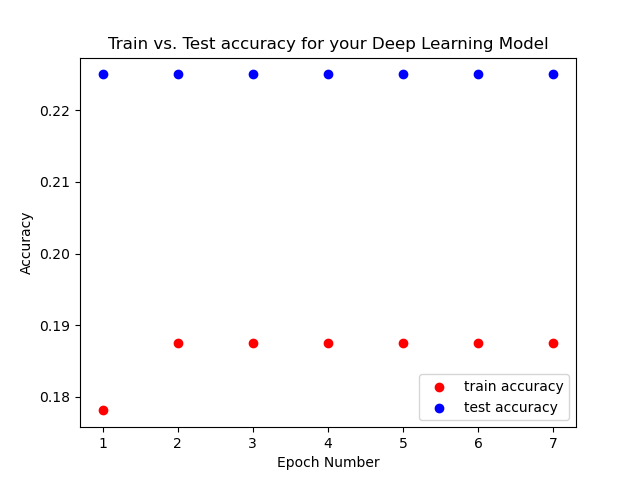 Train vs. Test accuracy for your Deep Learning Model
0.22
0.21
0.20
0.19
0.18
Accuracy
train accuracy
test accuracy
1 2 3 4 5 6 7
Epoch Number